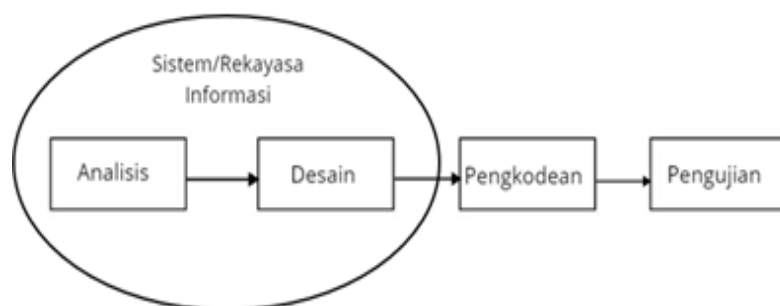 Sistem/Rekayasa
Informasi
Analisis
Desain
Pengkodean
Pengujian